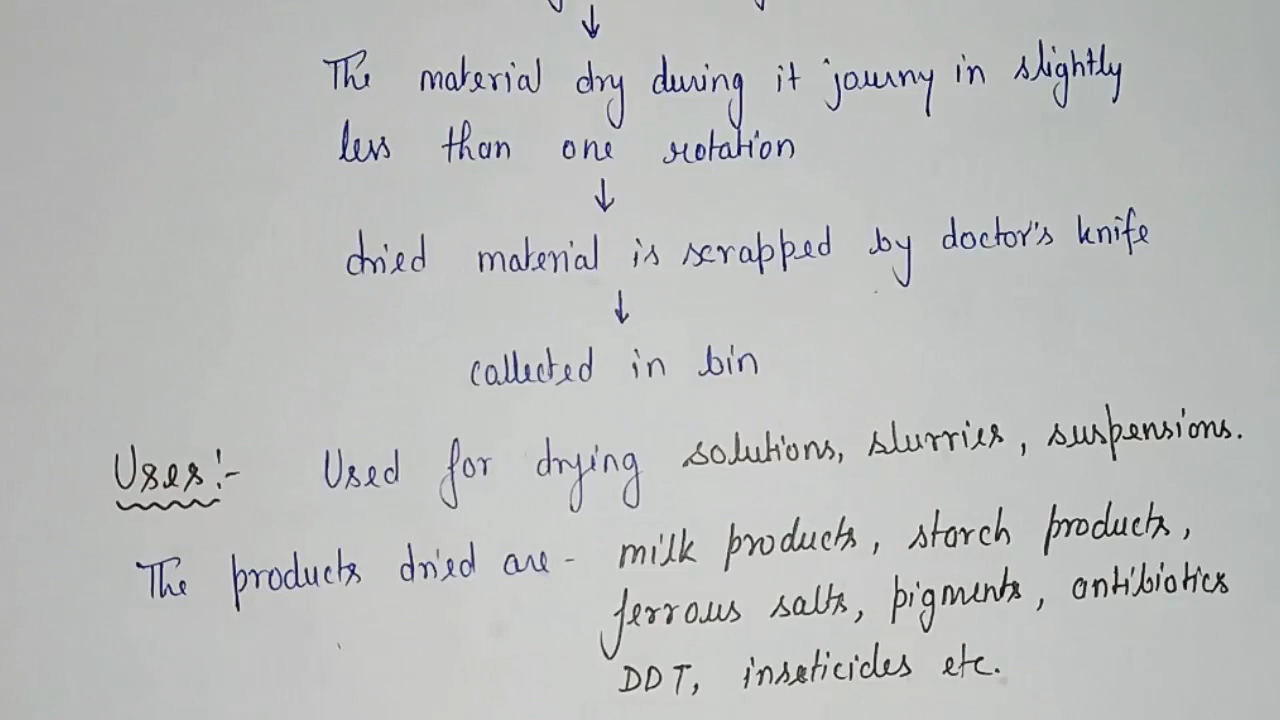 ↓
The material dry during it journy in slightly
less than one rotation
↓
dried material is scrapped by doctor's knife
↓
collected in bin
Uses:- Used for drying solutions, slurries, suspensions.
The products dried are - milk products, starch products,
ferrous salts, pigments, antibiotics
DDT, inseticides etc.